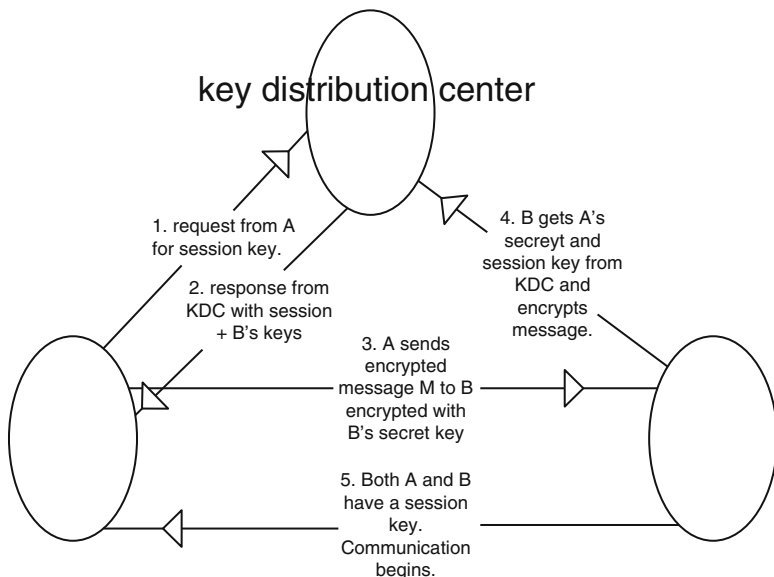 key distribution center
1. request from A
for session key.
2. response from
KDC with session
+ B's keys
4. B gets A's
secreyt and
session key from
KDC and
encrypts
message.
3. A sends
encrypted
message M to B
encrypted with
B's secret key
5. Both A and B
have a session
key.
Communication
begins.